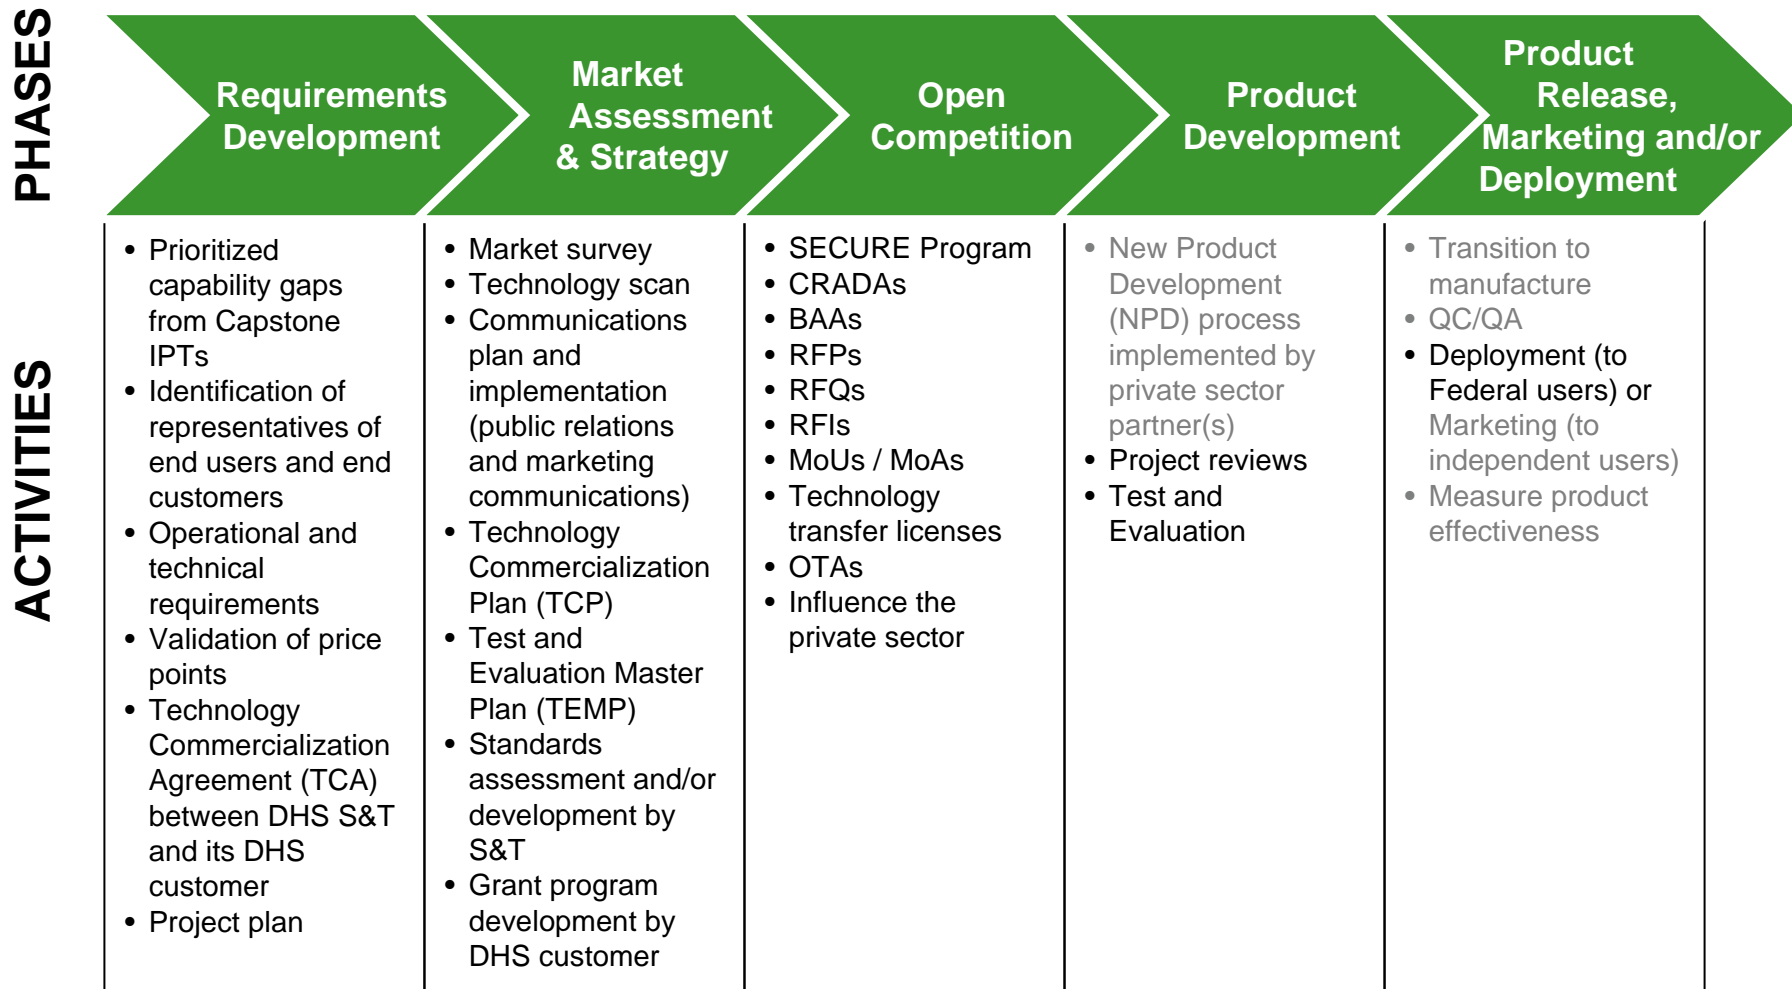 PHASES
Requirements
Development
Market
Assessment
& Strategy
Open
Competition
Product
Development
Product
Release,
Marketing and/or
Deployment
ACTIVITIES
• Prioritized
capability gaps
from Capstone
IPTs
• Identification of
representatives of
end users and end
customers
• Operational and
technical
requirements
• Validation of price
points
• Technology
Commercialization
Agreement (TCA)
between DHS S&T
and its DHS
customer
• Project plan
• Market survey
• Technology scan
• Communications
plan and
implementation
(public relations
and marketing
communications)
• Technology
Commercialization
Plan (TCP)
• Test and
Evaluation Master
Plan (TEMP)
• Standards
assessment and/or
development by
S&T
• Grant program
development by
DHS customer
• SECURE Program
• CRADAs
• BAAs
• RFPs
• RFQs
• RFIs
• MoUs / MoAs
• Technology
transfer licenses
• OTAs
• Influence the
private sector
• New Product
Development
(NPD) process
implemented by
private sector
partner(s)
• Project reviews
• Test and
Evaluation
• Transition to
manufacture
• QC/QA
• Deployment (to
Federal users) or
Marketing (to
independent users)
• Measure product
effectiveness